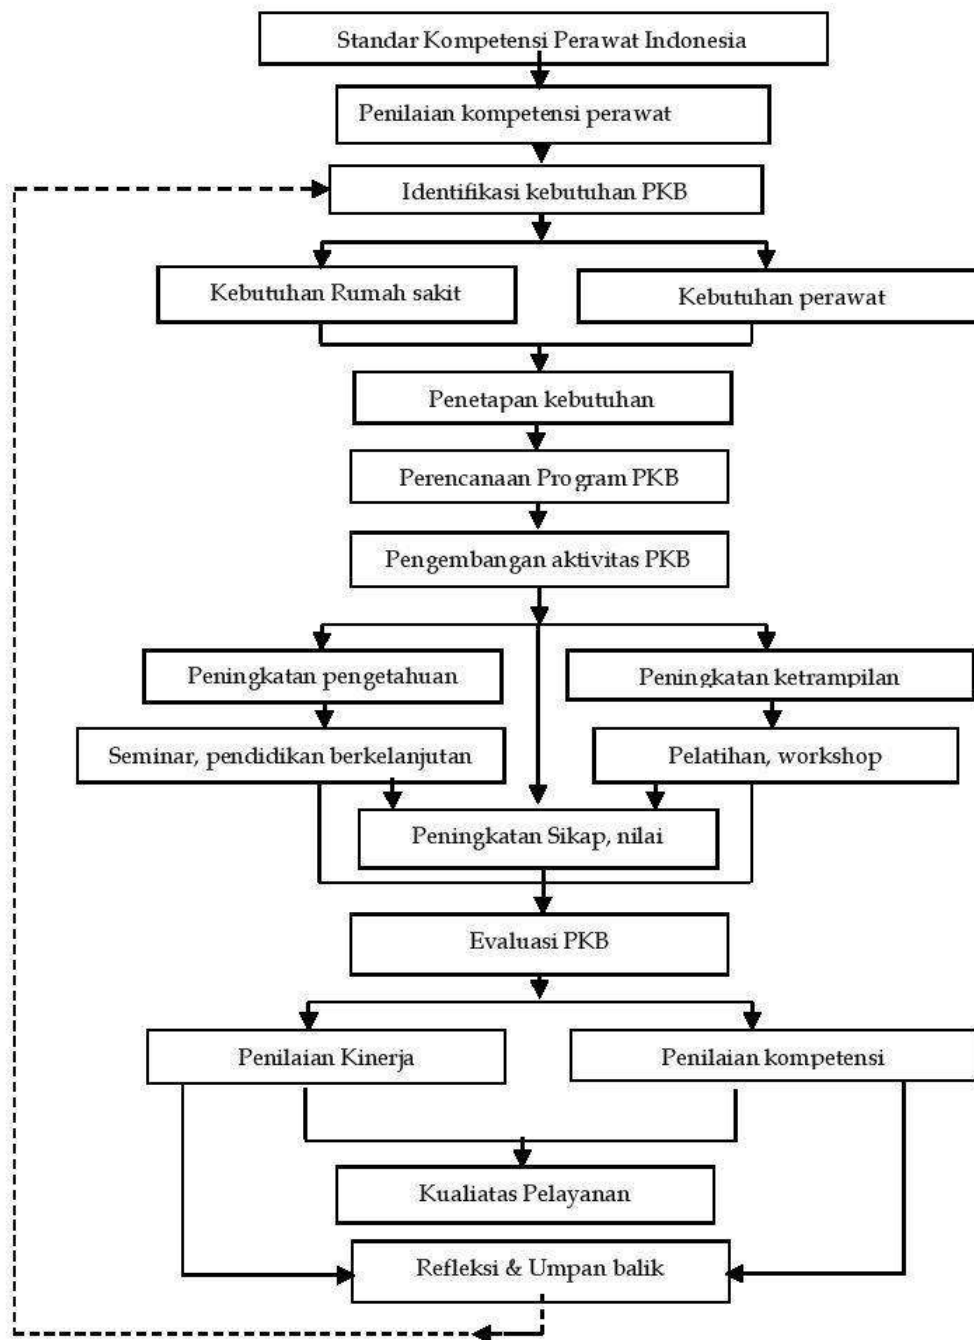 Standar Kompetensi Perawat Indonesia
Penilaian kompetensi perawat
Identifikasi kebutuhan PKB
Kebutuhan Rumah sakit
Kebutuhan perawat
Penetapan kebutuhan
Perencanaan Program PKB
Pengembangan aktivitas PKB
Peningkatan pengetahuan
Peningkatan ketrampilan
Seminar, pendidikan berkelanjutan
Pelatihan, workshop
Peningkatan Sikap, nilai
Evaluasi PKB
Penilaian Kinerja
Penilaian kompetensi
Kualiatas Pelayanan
Refleksi & Umpan balik